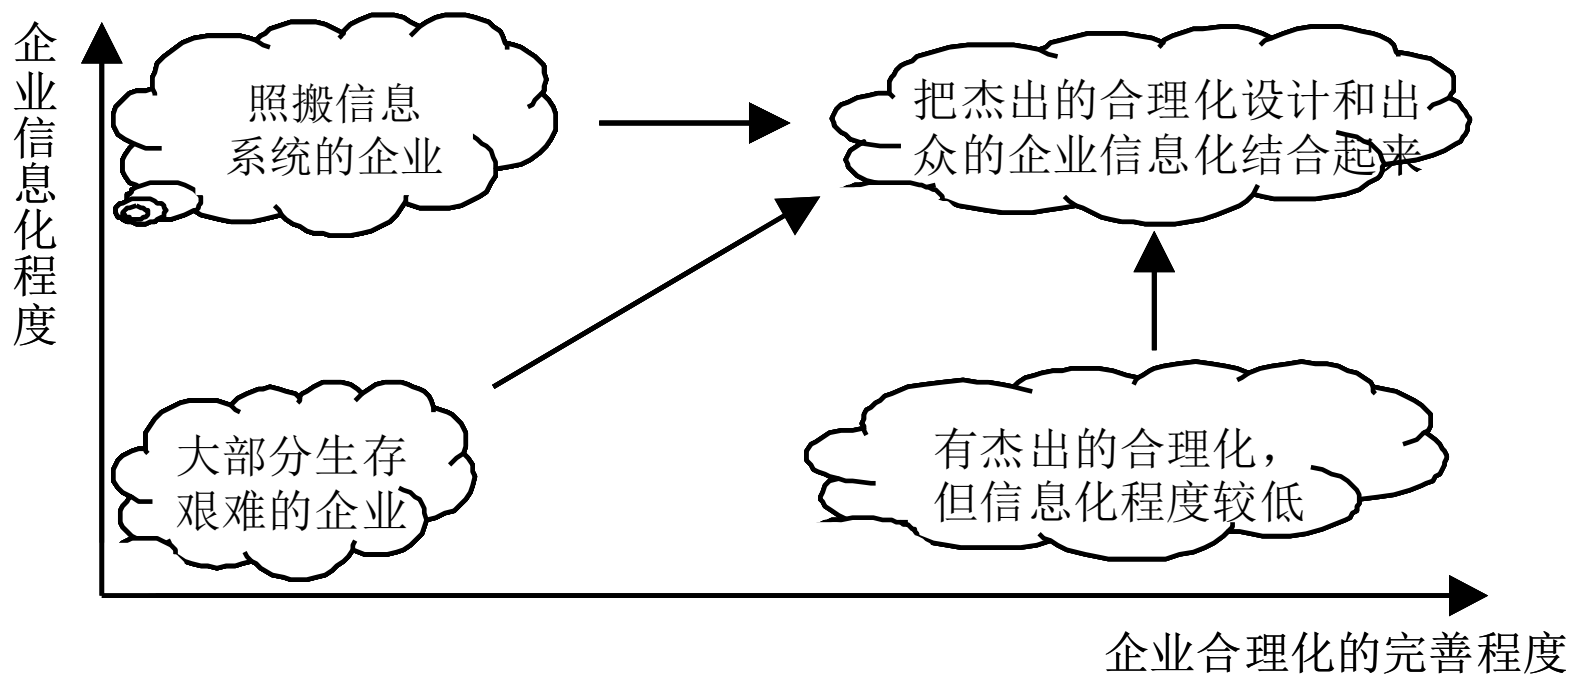 企业信息化程度
照搬信息
系统的企业
把杰出的合理化设计和出
众的企业信息化结合起来
大部分生存
艰难的企业
有杰出的合理化，
但信息化程度较低
企业合理化的完善程度